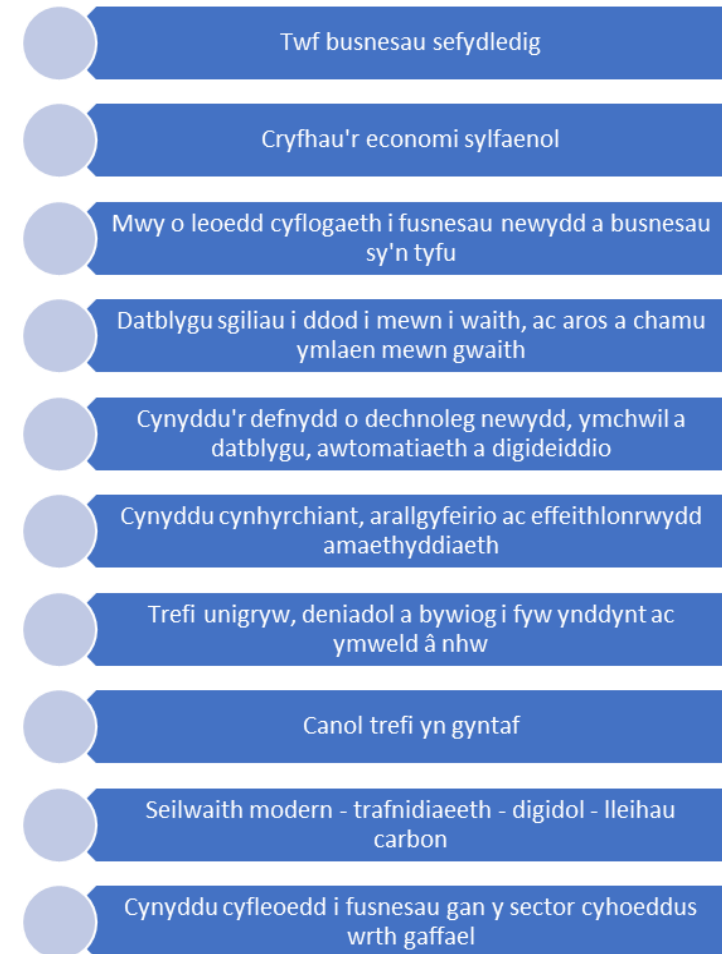 Twf busnesau sefydledig
Cryfhau'r economi sylfaenol
Mwy o leoedd cyflogaeth i fusnesau newydd a busnesau
sy'n tyfu
Datblygu sgiliau i ddod i mewn i waith, ac aros a chamu
ymlaen mewn gwaith
Cynyddu'r defnydd o dechnoleg newydd, ymchwil a
datblygu, awtomatiaeth a digideiddio
Cynyddu cynhyrchiant, arallgyfeirio ac effeithlonrwydd
amaethyddiaeth
Trefi unigryw, deniadol a bywiog i fyw ynddynt ac
ymweld â nhw
Canol trefi yn gyntaf
Seilwaith modern - trafnidiaeeth - digidol - lleihau
carbon
Cynyddu cyfleoedd i fusnesau gan y sector cyhoeddus
wrth gaffael